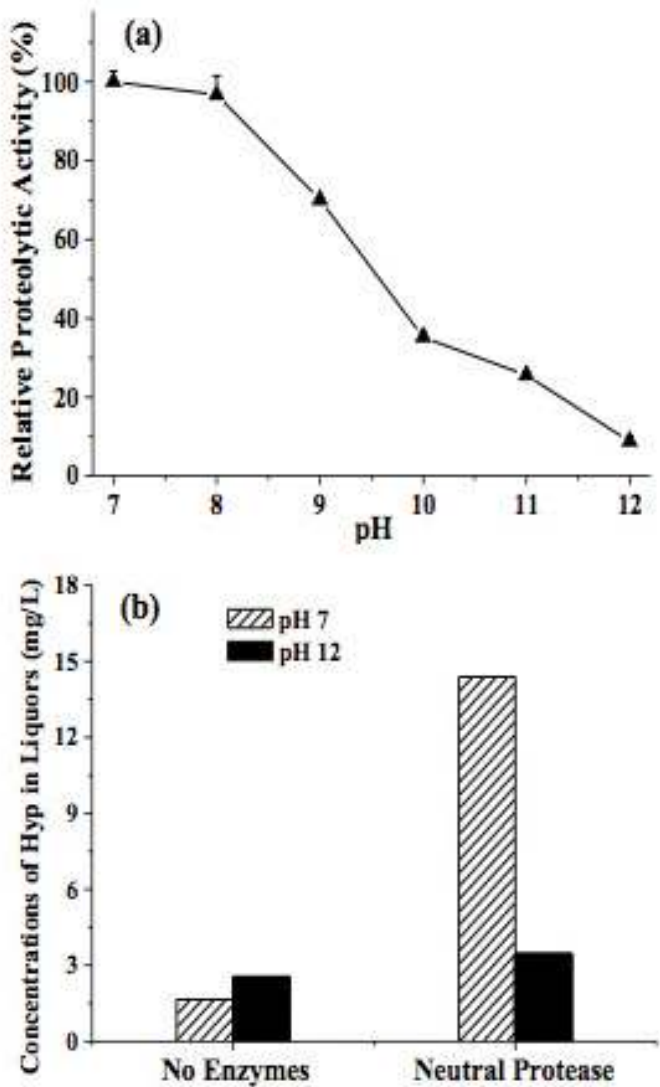 (a)
Relative Proteolytic Activity (%)
100
80
60
40
20
0
7 8 9 10 11 12
pH
(b)
pH 7
pH 12
Concentrations of Hyp in Liquors (mg/L)
18
15
12
9
6
3
0
No Enzymes Neutral Protease